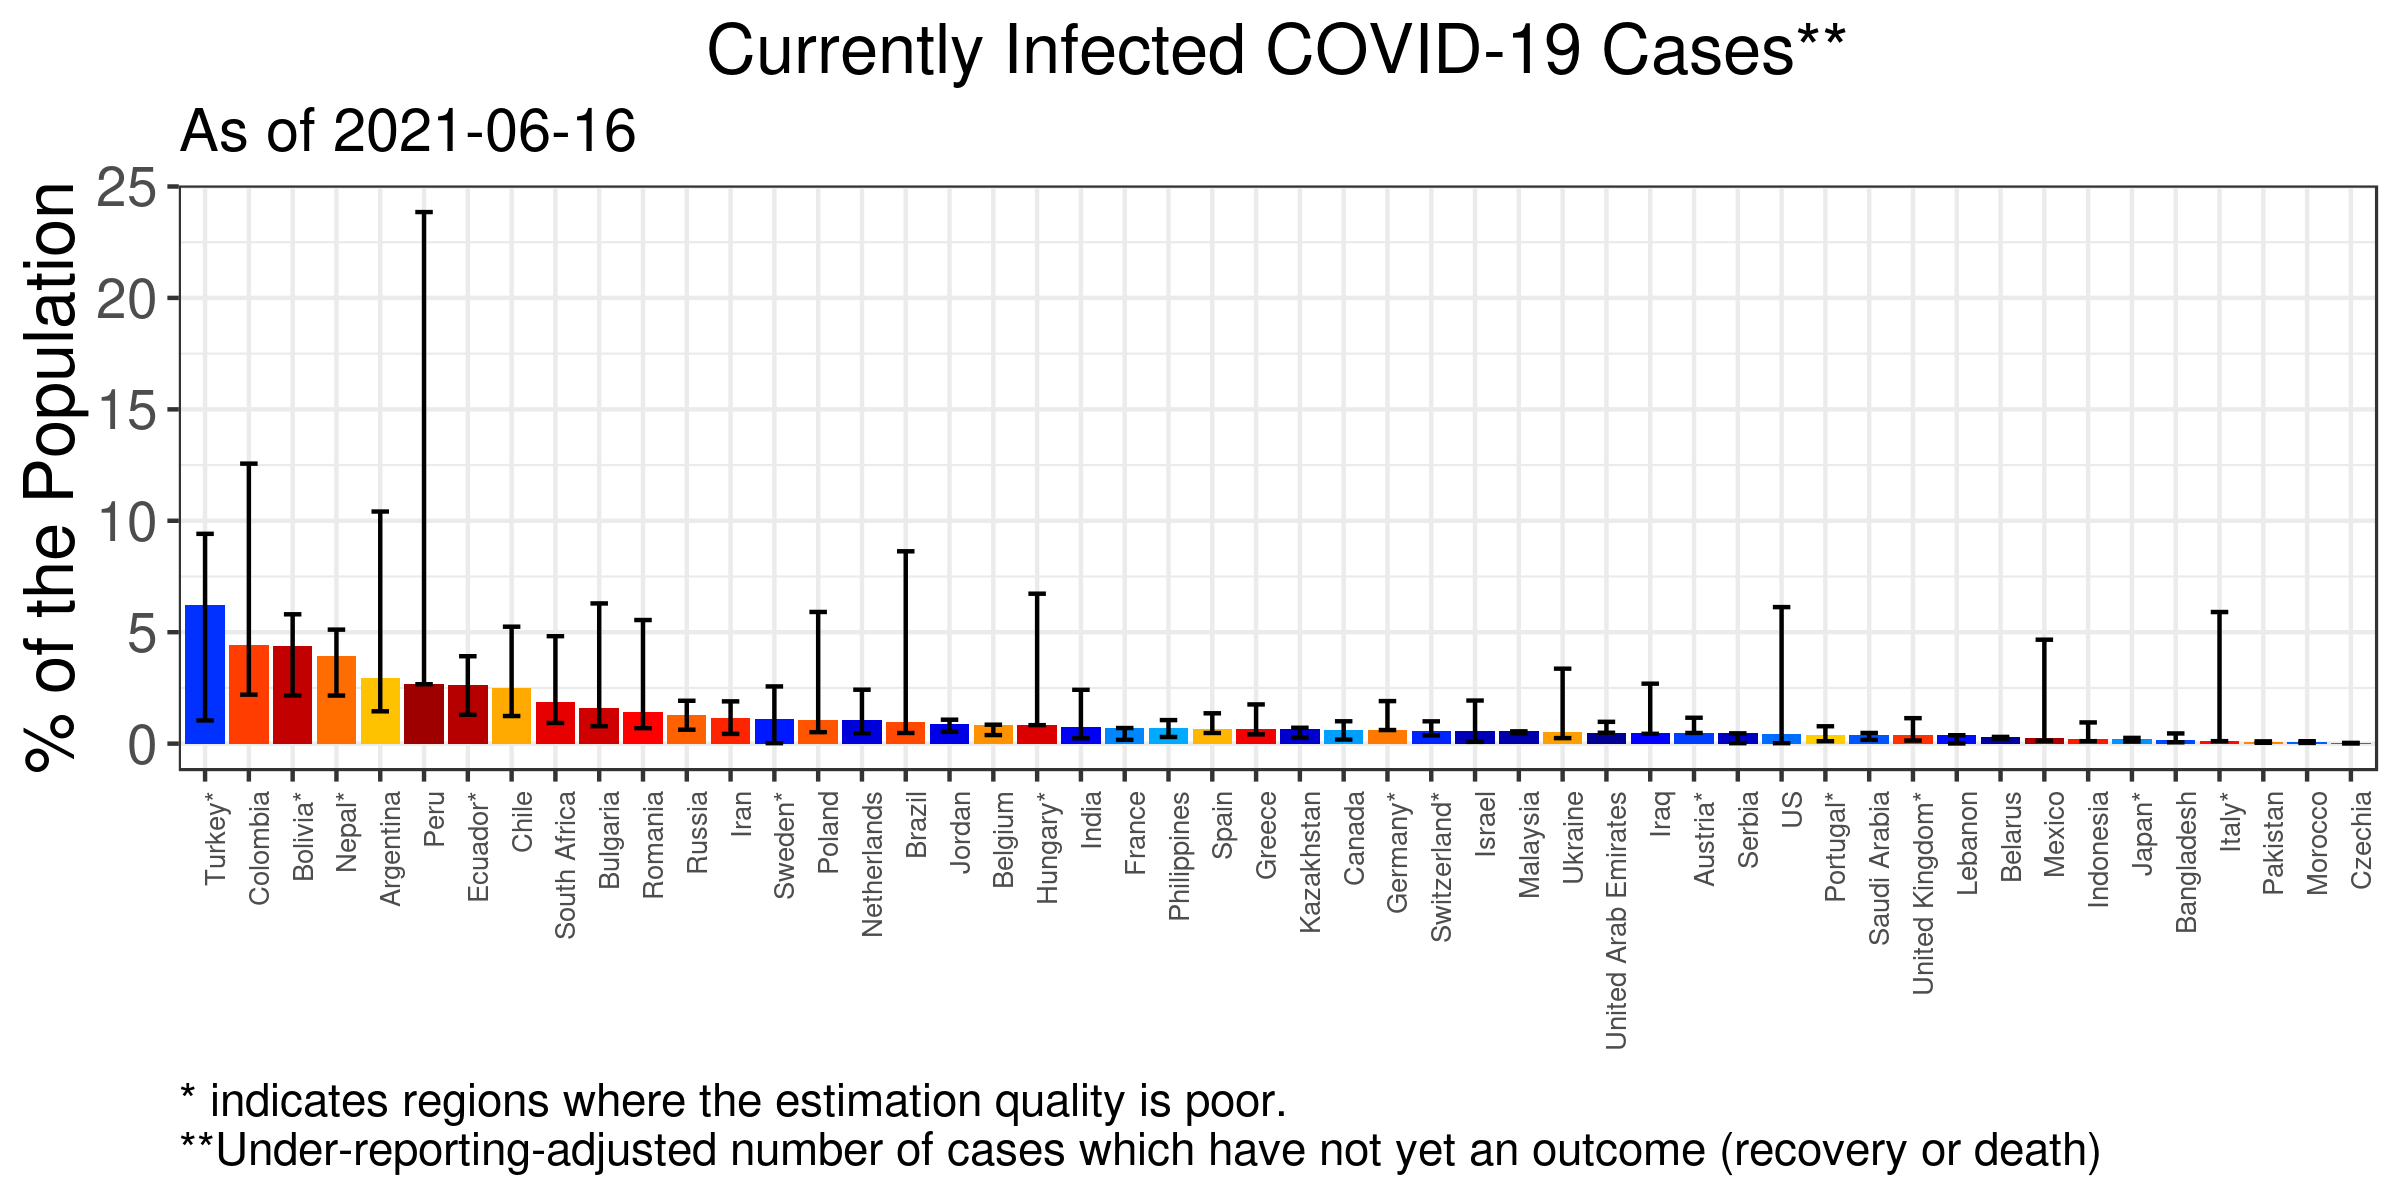 Currently Infected COVID-19 Cases**
As of 2021-06-16
% of the Population
25
20
15
10
5
0
Turkey*
Colombia
Bolivia*
Nepal*
Argentina
Peru
Ecuador*
Chile
South Africa
Bulgaria
Romania
Russia
Iran
Sweden*
Poland
Netherlands
Brazil
Jordan
Belgium
Hungary*
India
France
Philippines
Spain
Greece
Kazakhstan
Canada
Germany*
Switzerland*
Israel
Malaysia
Ukraine
United Arab Emirates
Iraq
Austria*
Serbia
US
Portugal*
Saudi Arabia
United Kingdom*
Lebanon
Belarus
Mexico
Indonesia
Japan*
Bangladesh
Italy*
Pakistan
Morocco
Czechia
* indicates regions where the estimation quality is poor.
**Under-reporting-adjusted number of cases which have not yet an outcome (recovery or death)